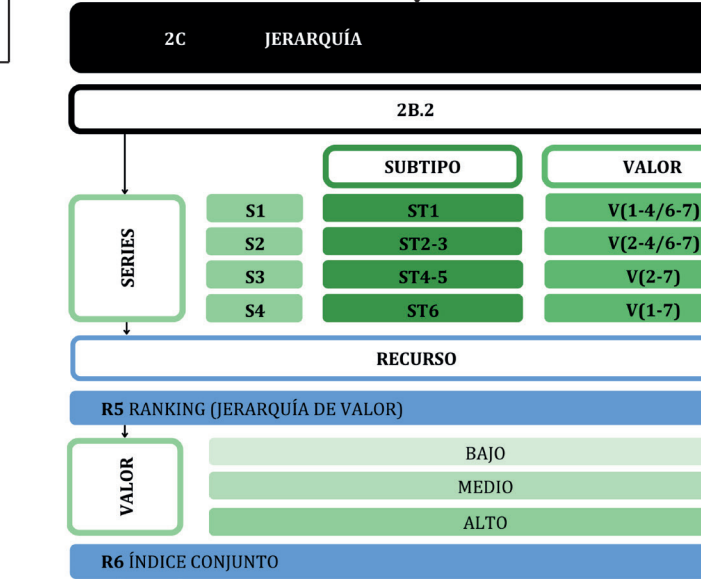 2C JERARQUÍA
2B.2
SUBTIPO VALOR
SERIES
S1 ST1 V(1-4/6-7)
S2 ST2-3 V(2-4/6-7)
S3 ST4-5 V(2-7)
S4 ST6 V(1-7)
RECURSO
R5 RANKING (JERARQUÍA DE VALOR)
VALOR
BAJO
MEDIO
ALTO
R6 ÍNDICE CONJUNTO